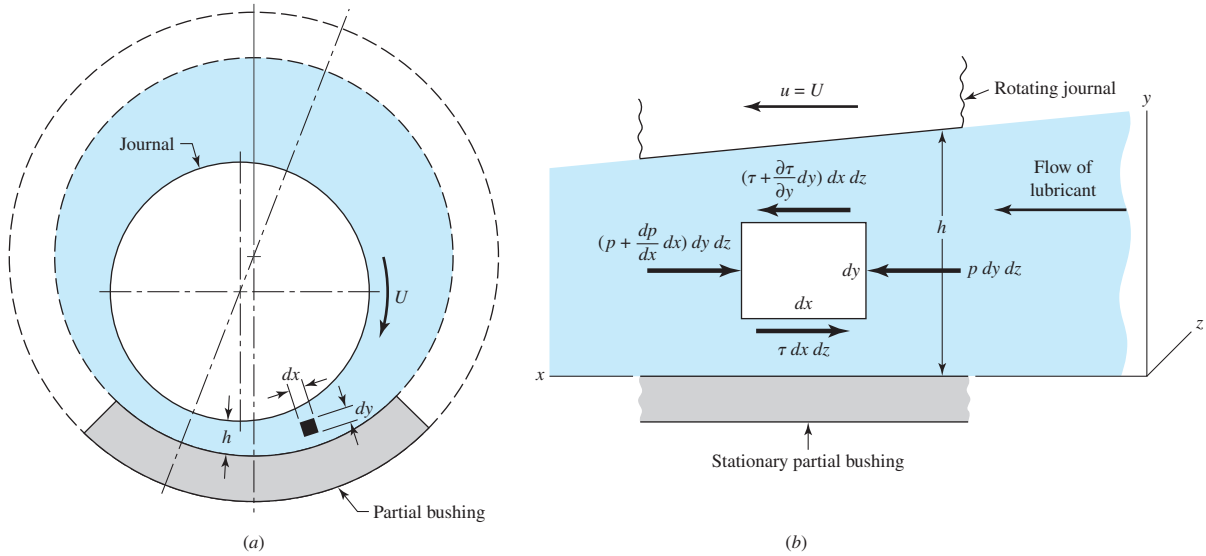 Journal
U
dx
dy
h
Partial bushing
(a)
u = U
Rotating journal
y
(τ + ∂τ/∂y dy) dx dz
Flow of
lubricant
h
(p + dp/dx dx) dy dz
dy
p dy dz
dx
τ dx dz
z
x
Stationary partial bushing
(b)